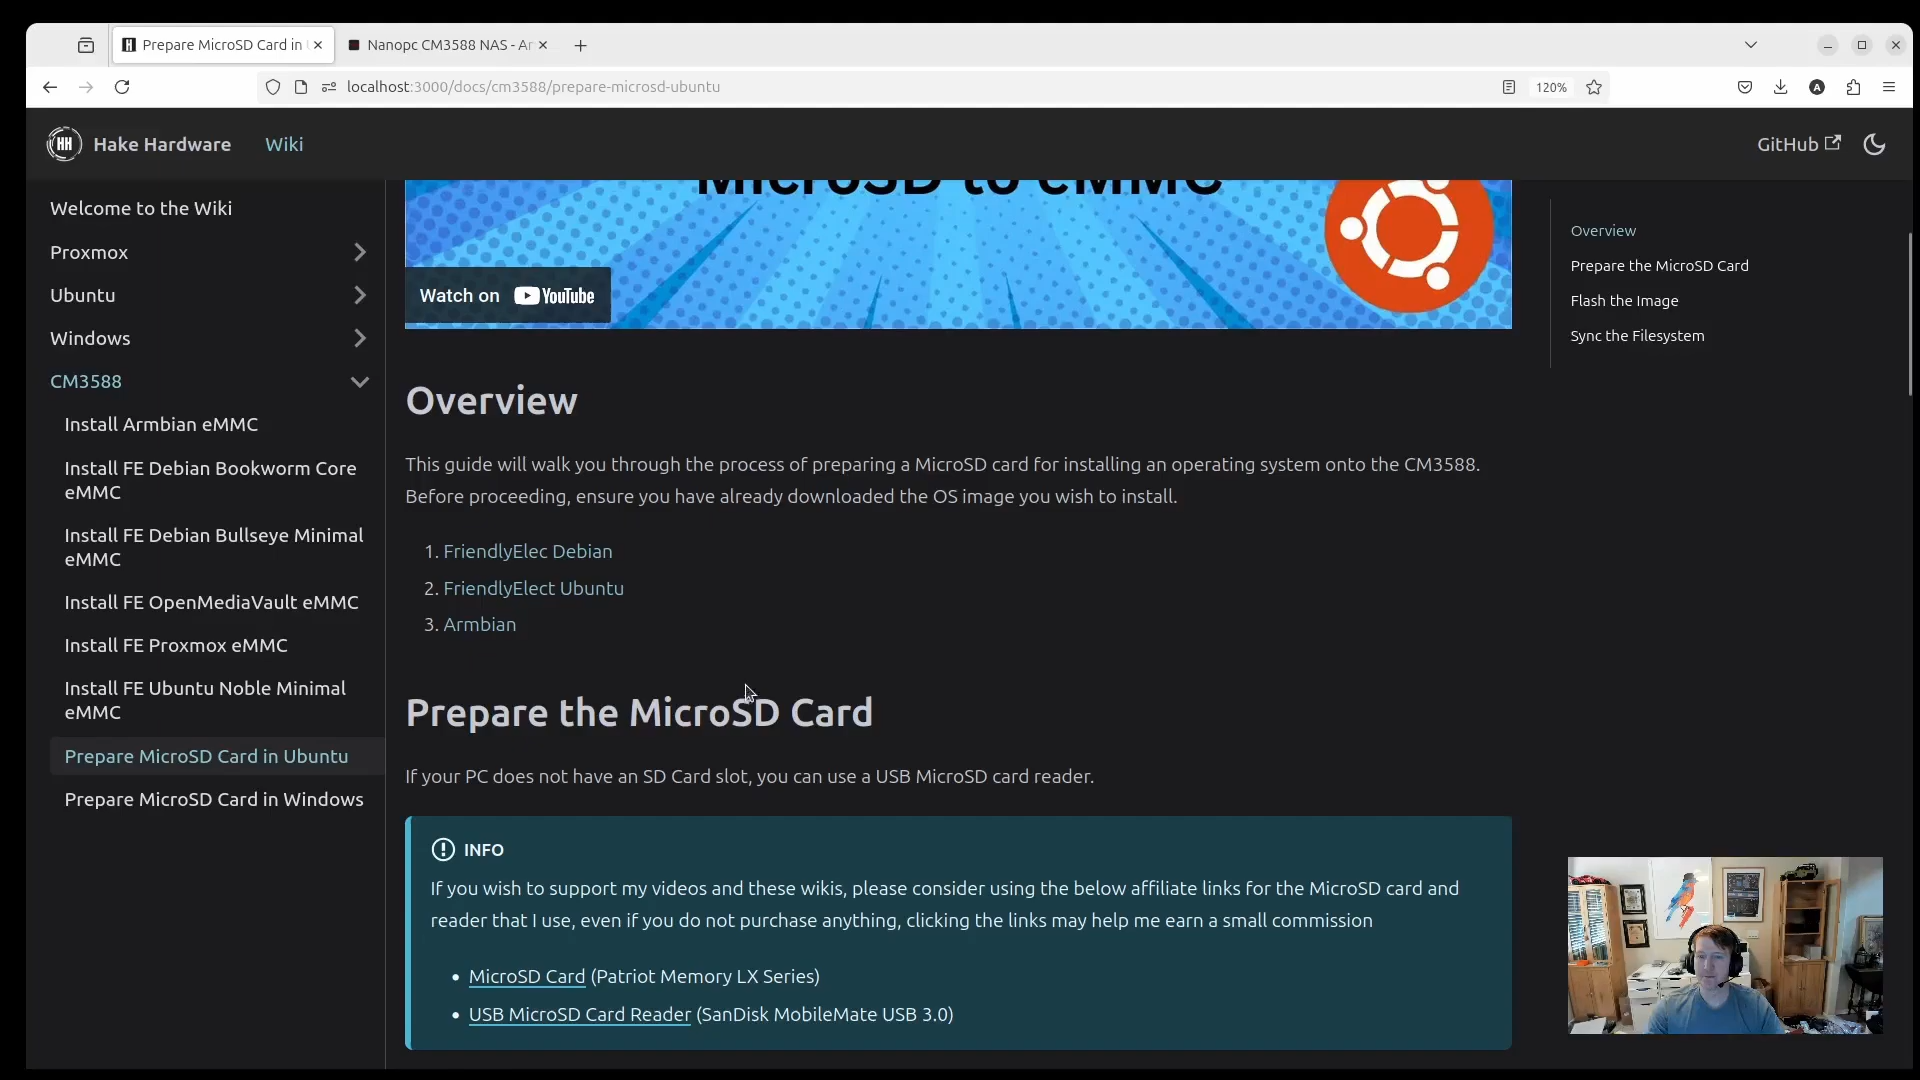 Prepare MicroSD Card in
Nanopc CM3588 NAS - Ar
localhost:3000/docs/cm3588/prepare-microsd-ubuntu
120%
A
HH
Hake Hardware
Wiki
GitHub
Welcome to the Wiki
Proxmox
Ubuntu
Windows
CM3588
Install Armbian eMMC
Install FE Debian Bookworm Core
eMMC
Install FE Debian Bullseye Minimal
eMMC
Install FE OpenMediaVault eMMC
Install FE Proxmox eMMC
Install FE Ubuntu Noble Minimal
eMMC
Prepare MicroSD Card in Ubuntu
Prepare MicroSD Card in Windows
MicroSD to eMMC
Watch on YouTube
Overview
This guide will walk you through the process of preparing a MicroSD card for installing an operating system onto the CM3588.
Before proceeding, ensure you have already downloaded the OS image you wish to install.
1. FriendlyElec Debian
2. FriendlyElect Ubuntu
3. Armbian
Prepare the MicroSD Card
If your PC does not have an SD Card slot, you can use a USB MicroSD card reader.
INFO
If you wish to support my videos and these wikis, please consider using the below affiliate links for the MicroSD card and
reader that I use, even if you do not purchase anything, clicking the links may help me earn a small commission
• MicroSD Card (Patriot Memory LX Series)
• USB MicroSD Card Reader (SanDisk MobileMate USB 3.0)
Overview
Prepare the MicroSD Card
Flash the Image
Sync the Filesystem